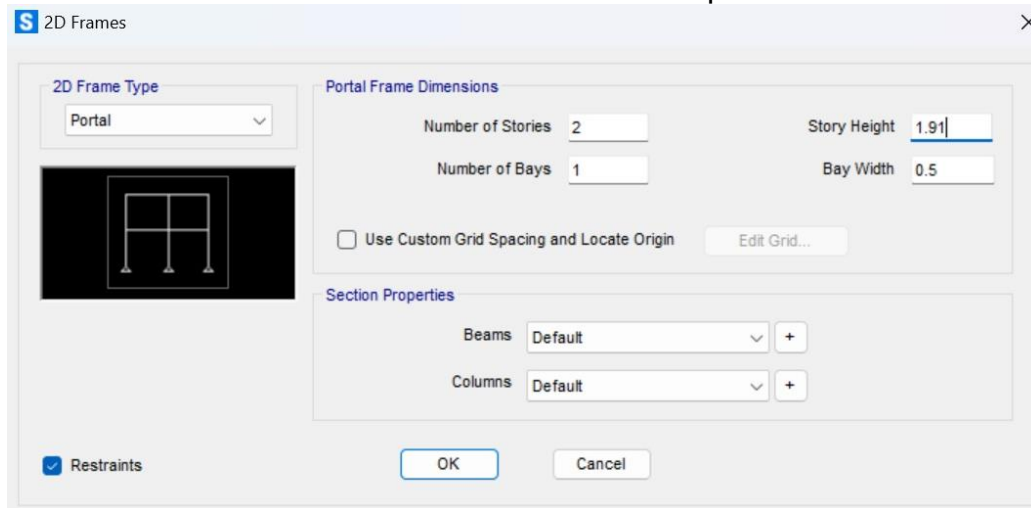 S 2D Frames
2D Frame Type
Portal
Portal Frame Dimensions
Number of Stories 2
Story Height 1.91
Number of Bays 1
Bay Width 0.5
Use Custom Grid Spacing and Locate Origin
Edit Grid...
Section Properties
Beams Default +
Columns Default +
Restraints
OK
Cancel